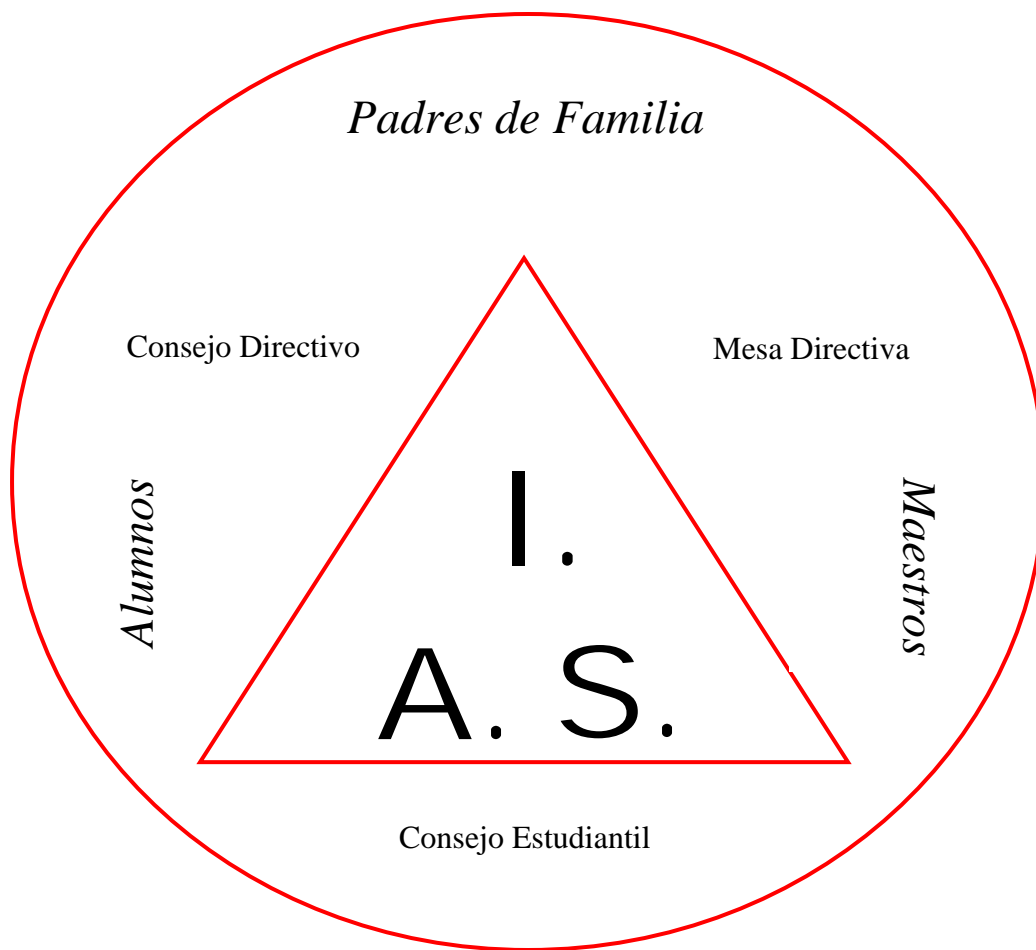 Padres de Familia
Consejo Directivo
Mesa Directiva
Alumnos
Maestros
I.
A. S.
Consejo Estudiantil